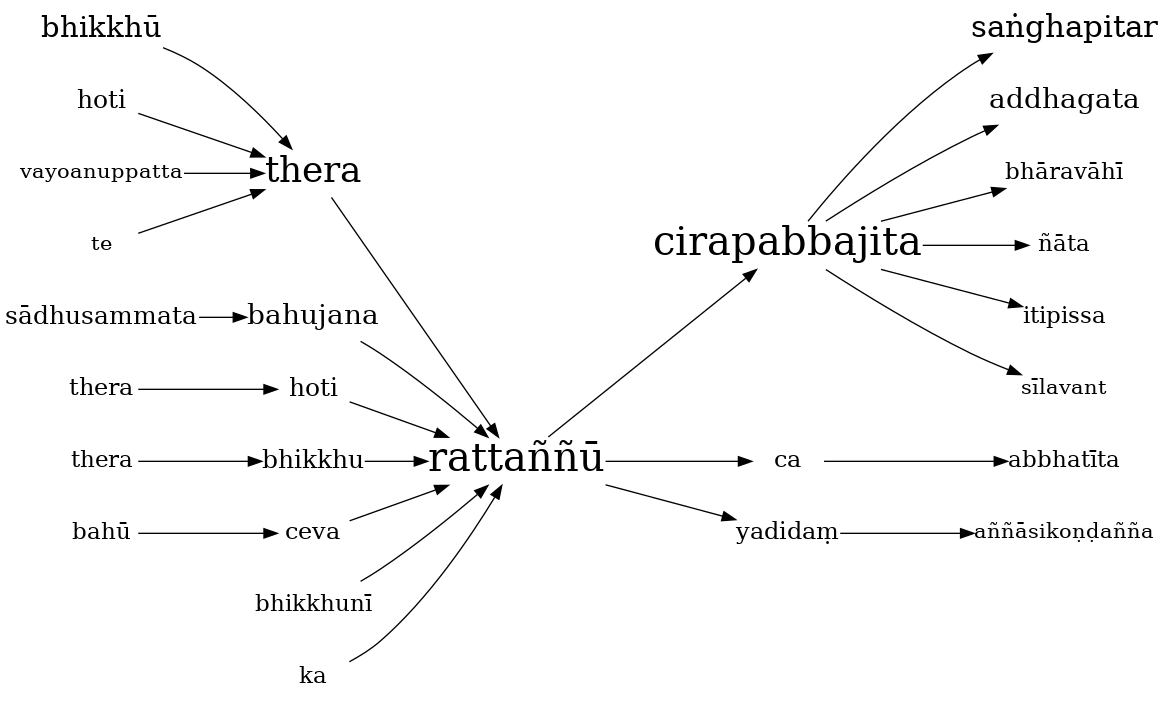 bhikkhū
saṅghapitar
hoti
addhagata
vayoanuppatta
thera
bhāravāhī
te
cirapabbajita
ñāta
sādhusammata
bahujana
itipissa
thera
hoti
sīlavant
thera
bhikkhu
rattaññū
ca
abbhatīta
bahū
ceva
yadidaṃ
aññāsikoṇḍañña
bhikkhunī
ka